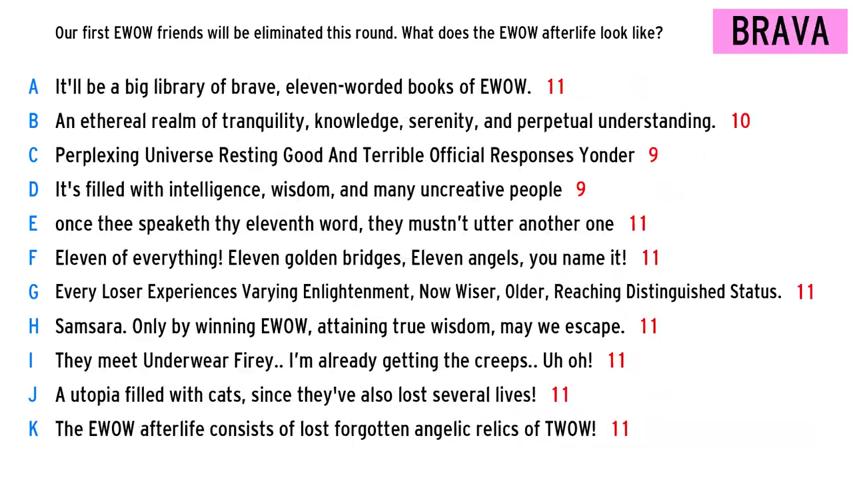 Our first EWOW friends will be eliminated this round. What does the EWOW afterlife look like?
BRAVA
A It'll be a big library of brave, eleven-worded books of EWOW. 11
B An ethereal realm of tranquility, knowledge, serenity, and perpetual understanding. 10
C Perplexing Universe Resting Good And Terrible Official Responses Yonder 9
D It's filled with intelligence, wisdom, and many uncreative people 9
E once thee speaketh thy eleventh word, they mustn't utter another one 11
F Eleven of everything! Eleven golden bridges, Eleven angels, you name it! 11
G Every Loser Experiences Varying Enlightenment, Now Wiser, Older, Reaching Distinguished Status. 11
H Samsara. Only by winning EWOW, attaining true wisdom, may we escape. 11
I They meet Underwear Firey.. I'm already getting the creeps.. Uh oh! 11
J A utopia filled with cats, since they've also lost several lives! 11
K The EWOW afterlife consists of lost forgotten angelic relics of TWOW! 11